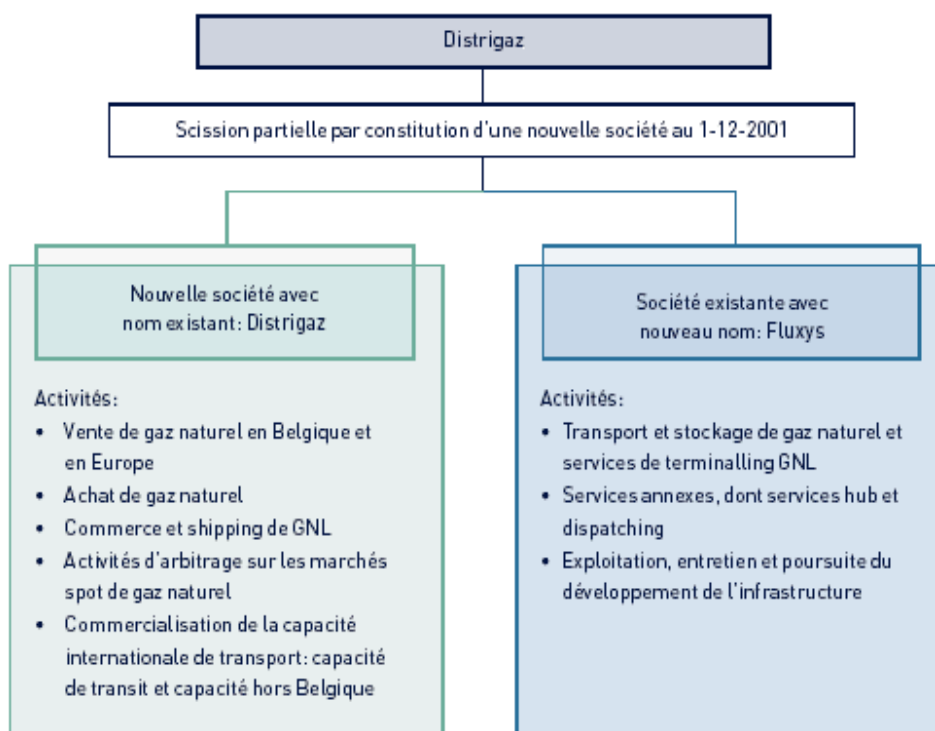 Distrigaz
Scission partielle par constitution d'une nouvelle société au 1-12-2001
Nouvelle société avec
nom existant: Distrigaz
Activités:
• Vente de gaz naturel en Belgique et
en Europe
• Achat de gaz naturel
• Commerce et shipping de GNL
• Activités d'arbitrage sur les marchés
spot de gaz naturel
• Commercialisation de la capacité
internationale de transport: capacité
de transit et capacité hors Belgique
Société existante avec
nouveau nom: Fluxys
Activités:
• Transport et stockage de gaz naturel et
services de terminalling GNL
• Services annexes, dont services hub et
dispatching
• Exploitation, entretien et poursuite du
développement de l'infrastructure